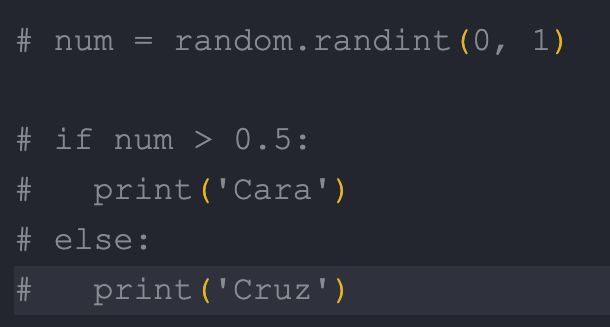 # num = random.randint(0, 1)
# if num > 0.5:
#   print('Cara')
# else:
#   print('Cruz')